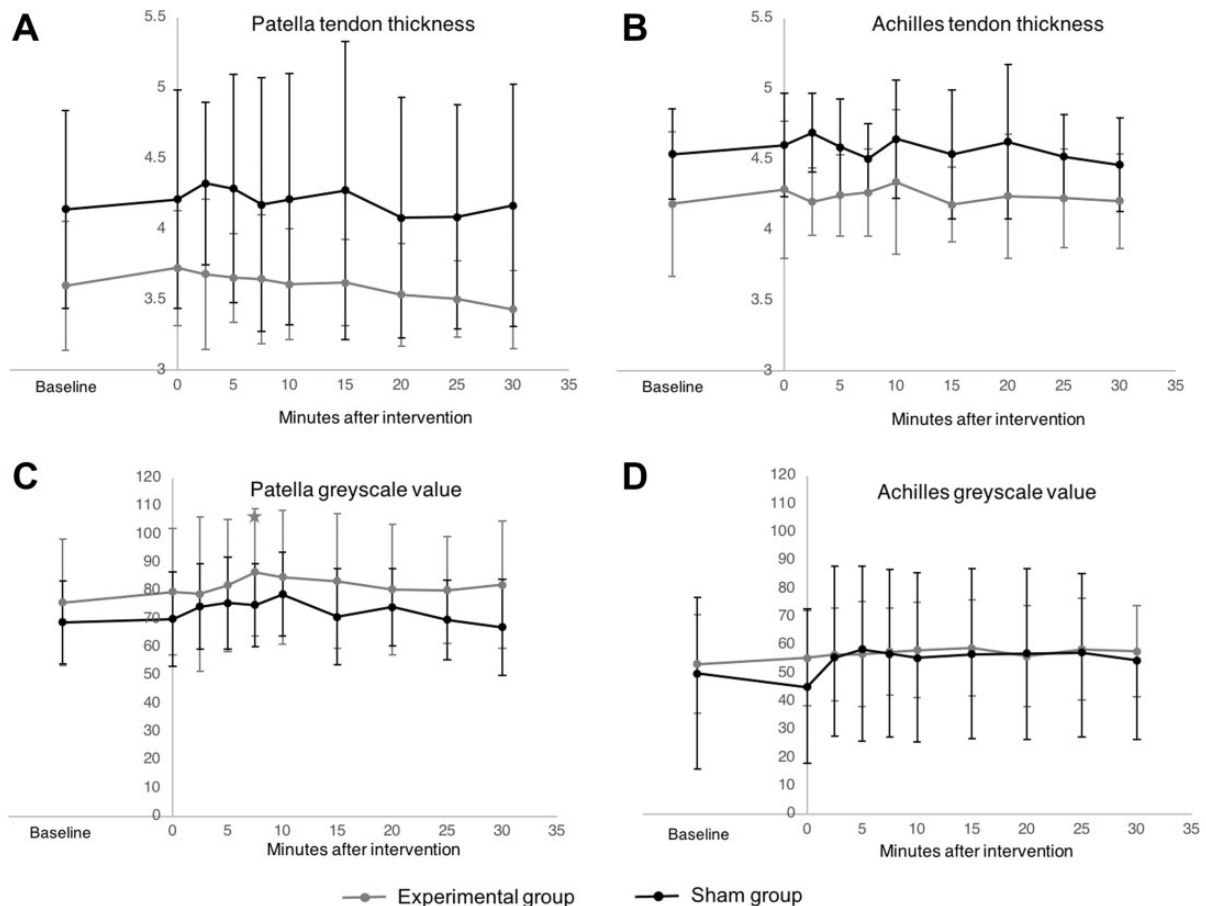 A
Patella tendon thickness
5.5
5
4.5
4
3.5
3
Baseline
0 5 10 15 20 25 30 35
Minutes after intervention
B
Achilles tendon thickness
5.5
5
4.5
4
3.5
3
Baseline
0 5 10 15 20 25 30 35
Minutes after intervention
C
Patella greyscale value
120
110
100
90
80
70
60
50
40
30
20
10
0
Baseline
0 5 10 15 20 25 30 35
Minutes after intervention
D
Achilles greyscale value
120
110
100
90
80
70
60
50
40
30
20
10
0
Baseline
0 5 10 15 20 25 30 35
Minutes after intervention
Experimental group Sham group